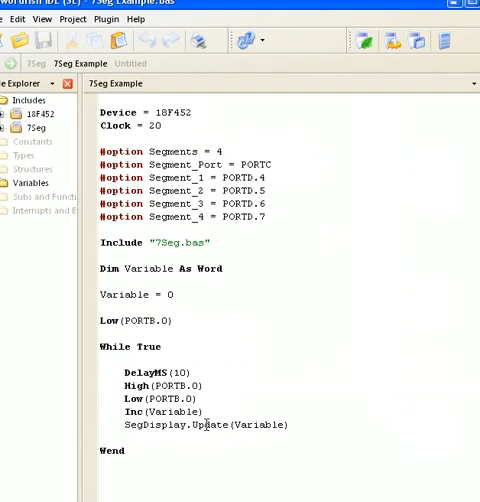 wordfish IDE (SE) - 7Seg Example.bas
Edit View Project Plugin Help
7Seg 7Seg Example Untitled
e Explorer
7Seg Example
Includes
18F452
7Seg
Constants
Types
Structures
Variables
Subs and Functi
Interrupts and E
Device = 18F452
Clock = 20
#option Segments = 4
#option Segment_Port = PORTC
#option Segment_1 = PORTD.4
#option Segment_2 = PORTD.5
#option Segment_3 = PORTD.6
#option Segment_4 = PORTD.7
Include "7Seg.bas"
Dim Variable As Word
Variable = 0
Low(PORTB.0)
While True
DelayMS(10)
High(PORTB.0)
Low(PORTB.0)
Inc(Variable)
SegDisplay.Update(Variable)
Wend